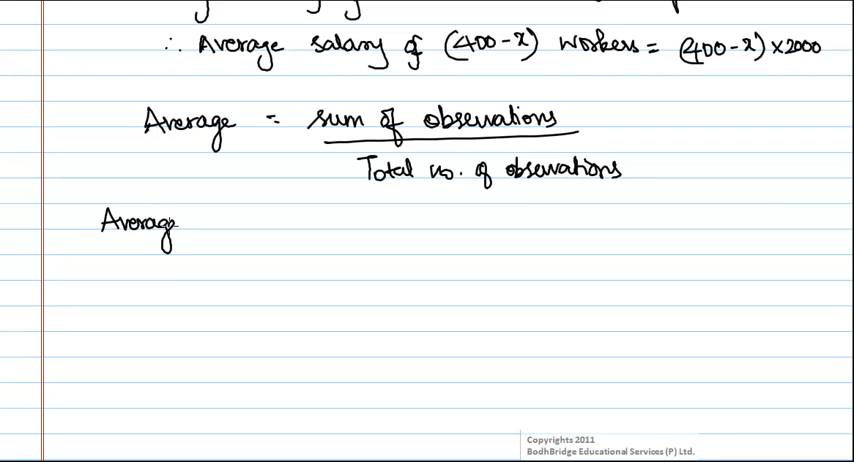 ∴ Average salary of (400-x) workers = (400-x) × 2000
Average = sum of observations
Total no. of observations
Average
Copyrights 2011
BodhBridge Educational Services (P) Ltd.